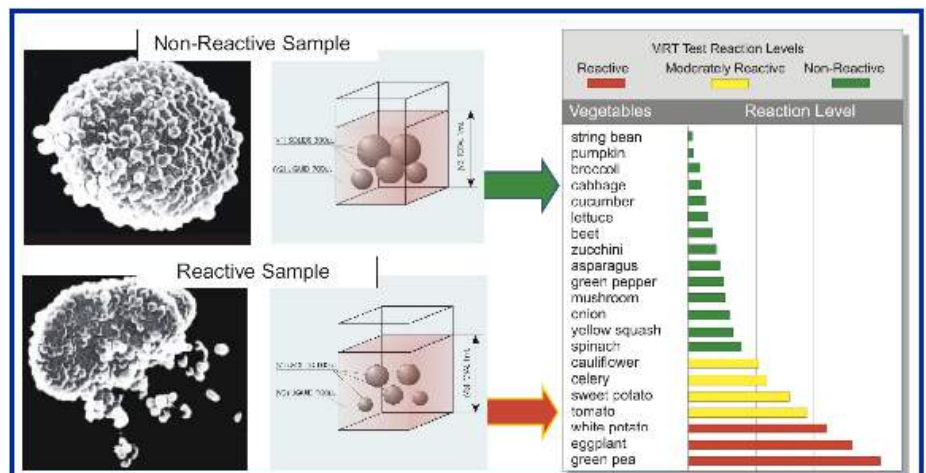 Non-Reactive Sample
Reactive Sample
MRT Test Reaction Levels
Reactive
Moderately Reactive
Non-Reactive
Vegetables
Reaction Level
string bean
pumpkin
broccoli
cabbage
cucumber
lettuce
beet
zucchini
asparagus
green pepper
mushroom
onion
yellow squash
spinach
cauliflower
celery
sweet potato
tomato
white potato
eggplant
green pea